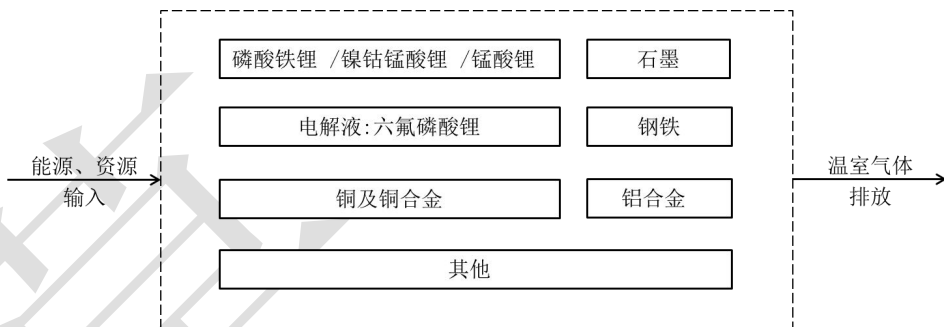 磷酸铁锂 /镍钴锰酸锂 /锰酸锂
石墨
电解液:六氟磷酸锂
钢铁
能源、资源
输入
铜及铜合金
铝合金
温室气体
排放
其他